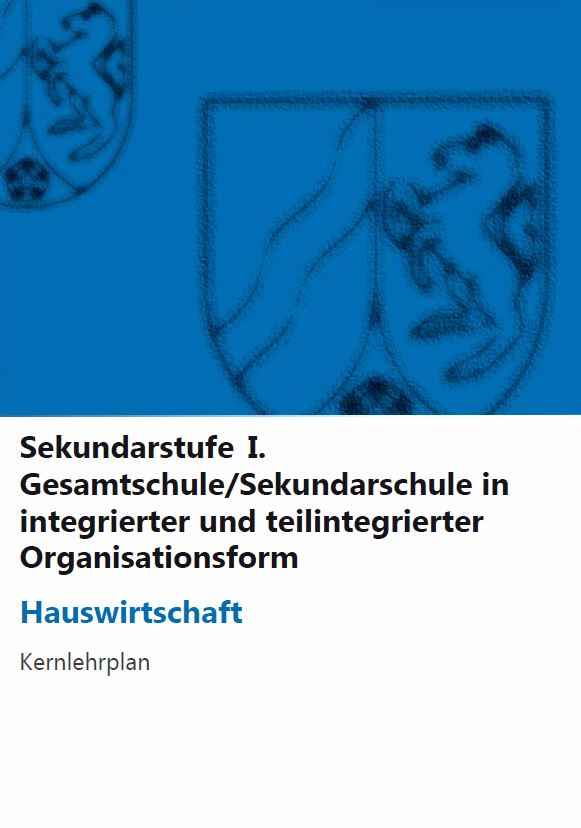 Sekundarstufe I.
Gesamtschule/Sekundarschule in
integrierter und teilintegrierter
Organisationsform
Hauswirtschaft
Kernlehrplan